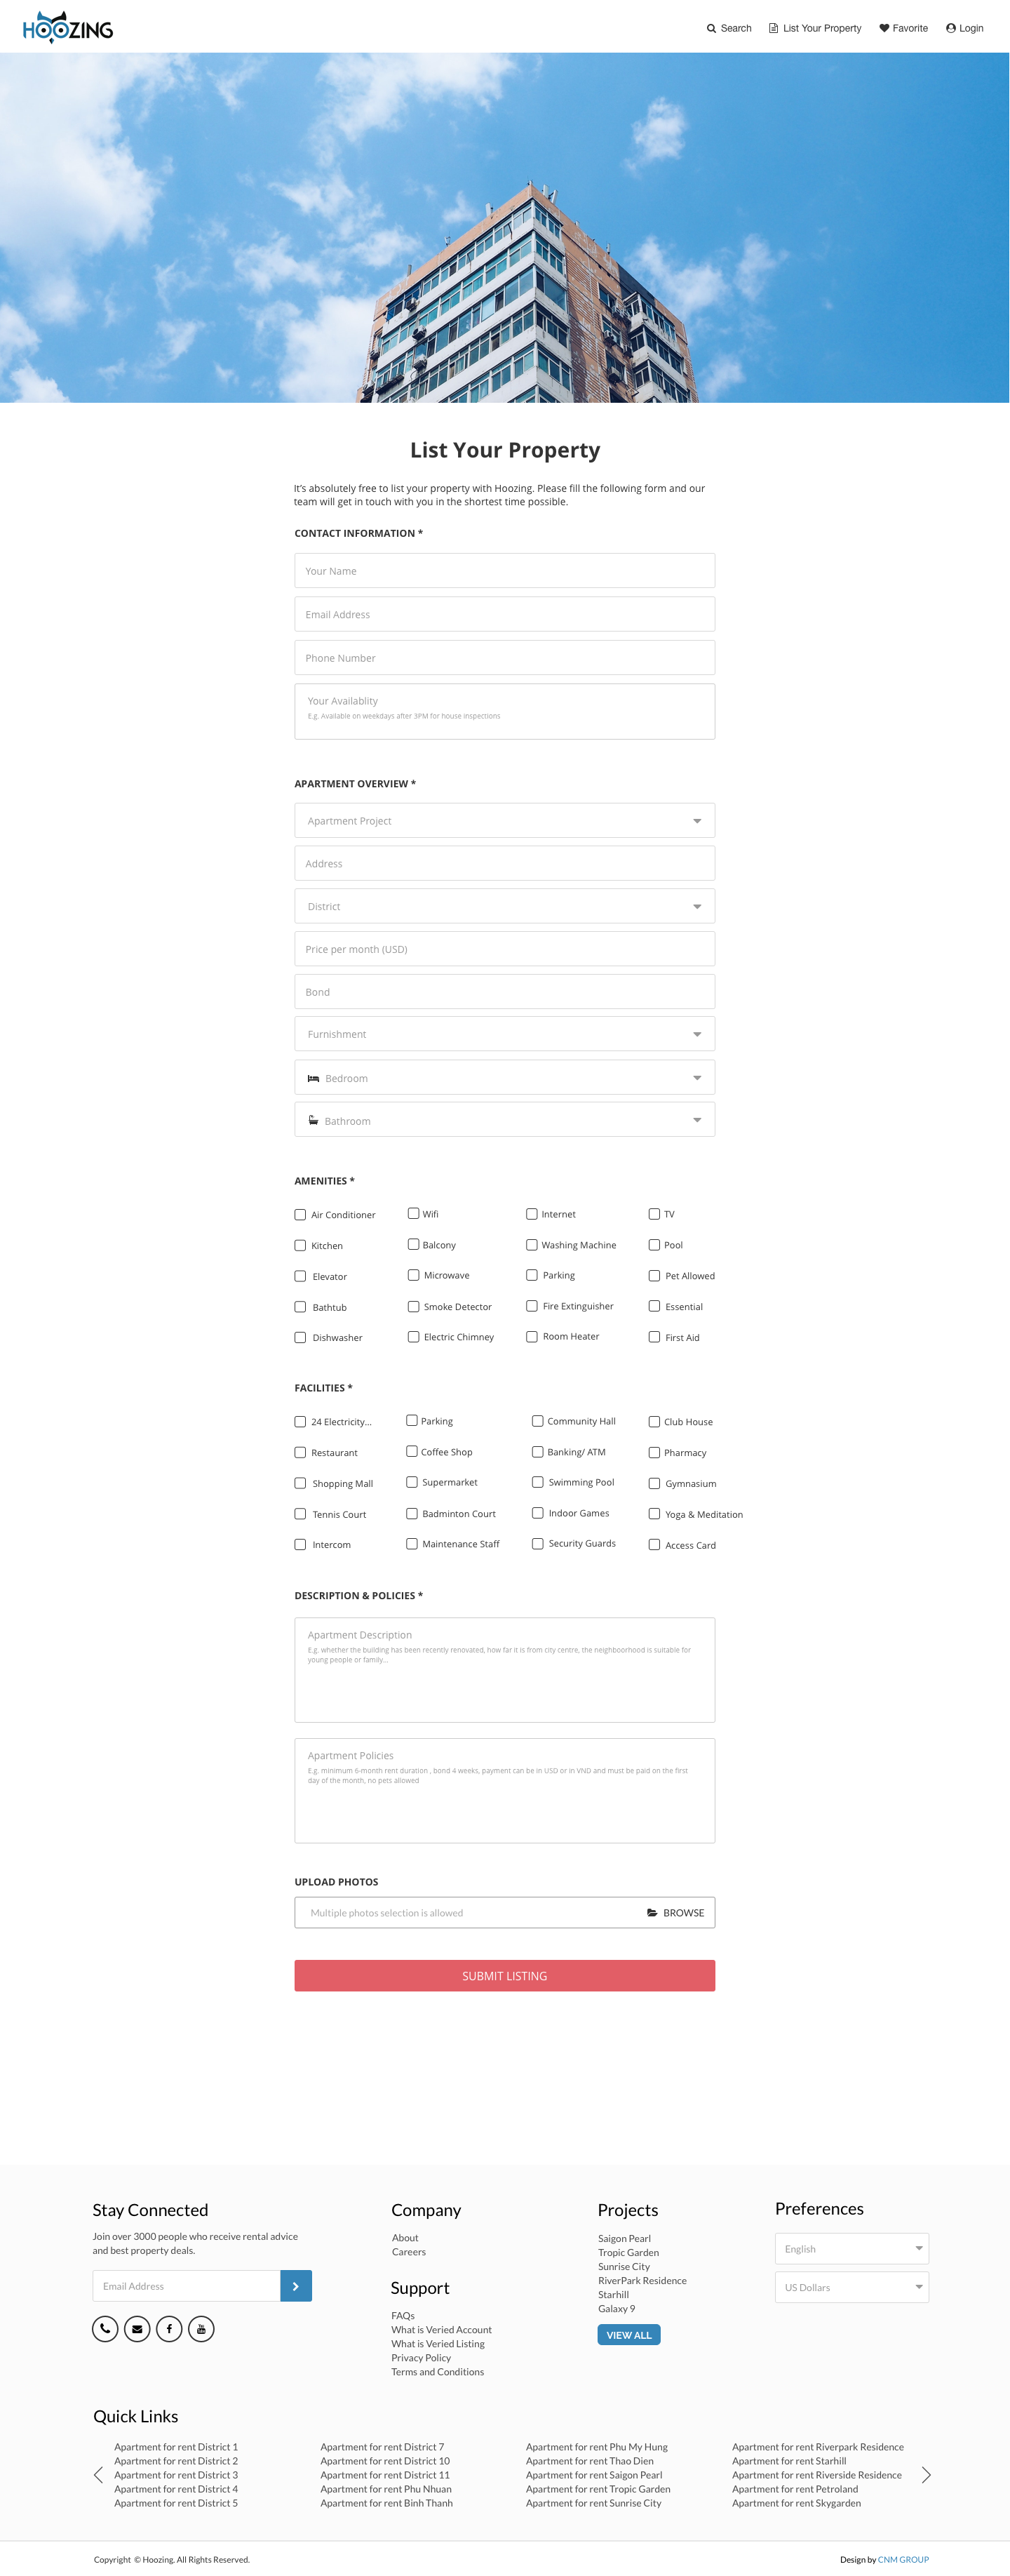 HOOZING
Search
List Your Property
Favorite
Login
List Your Property
It's absolutely free to list your property with Hoozing. Please fill the following form and our
team will get in touch with you in the shortest time possible.
CONTACT INFORMATION *
Your Name
Email Address
Phone Number
Your Availablity
E.g. Available on weekdays after 3PM for house inspections
APARTMENT OVERVIEW *
Apartment Project
Address
District
Price per month (USD)
Bond
Furnishment
Bedroom
Bathroom
AMENITIES *
Air Conditioner Wifi Internet TV
Kitchen Balcony Washing Machine Pool
Elevator Microwave Parking Pet Allowed
Bathtub Smoke Detector Fire Extinguisher Essential
Dishwasher Electric Chimney Room Heater First Aid
FACILITIES *
24 Electricity... Parking Community Hall Club House
Restaurant Coffee Shop Banking/ ATM Pharmacy
Shopping Mall Supermarket Swimming Pool Gymnasium
Tennis Court Badminton Court Indoor Games Yoga & Meditation
Intercom Maintenance Staff Security Guards Access Card
DESCRIPTION & POLICIES *
Apartment Description
E.g. whether the building has been recently renovated, how far it is from city centre, the neighboorhood is suitable for
young people or family...
Apartment Policies
E.g. minimum 6-month rent duration , bond 4 weeks, payment can be in USD or in VND and must be paid on the first
day of the month, no pets allowed
UPLOAD PHOTOS
Multiple photos selection is allowed
BROWSE
SUBMIT LISTING
Stay Connected
Join over 3000 people who receive rental advice
and best property deals.
Email Address
Company
About
Careers
Support
FAQs
What is Veried Account
What is Veried Listing
Privacy Policy
Terms and Conditions
Projects
Saigon Pearl
Tropic Garden
Sunrise City
RiverPark Residence
Starhill
Galaxy 9
VIEW ALL
Preferences
English
US Dollars
Quick Links
Apartment for rent District 1
Apartment for rent District 2
Apartment for rent District 3
Apartment for rent District 4
Apartment for rent District 5
Apartment for rent District 7
Apartment for rent District 10
Apartment for rent District 11
Apartment for rent Phu Nhuan
Apartment for rent Binh Thanh
Apartment for rent Phu My Hung
Apartment for rent Thao Dien
Apartment for rent Saigon Pearl
Apartment for rent Tropic Garden
Apartment for rent Sunrise City
Apartment for rent Riverpark Residence
Apartment for rent Starhill
Apartment for rent Riverside Residence
Apartment for rent Petroland
Apartment for rent Skygarden
Copyright © Hoozing. All Rights Reserved.
Design by CNM GROUP